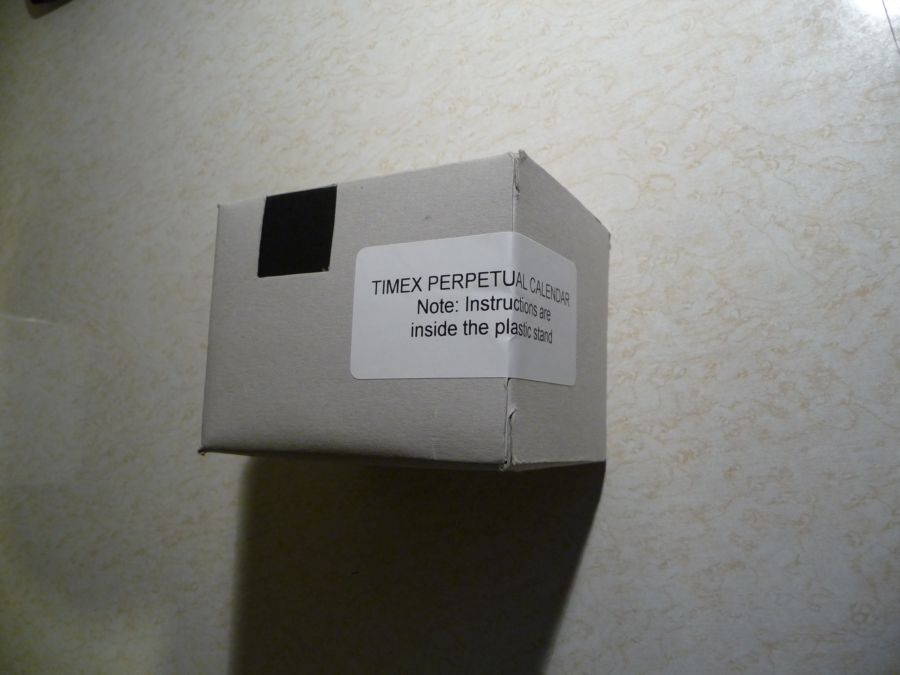 TIMEX PERPETUAL CALENDAR
Note: Instructions are
inside the plastic stand